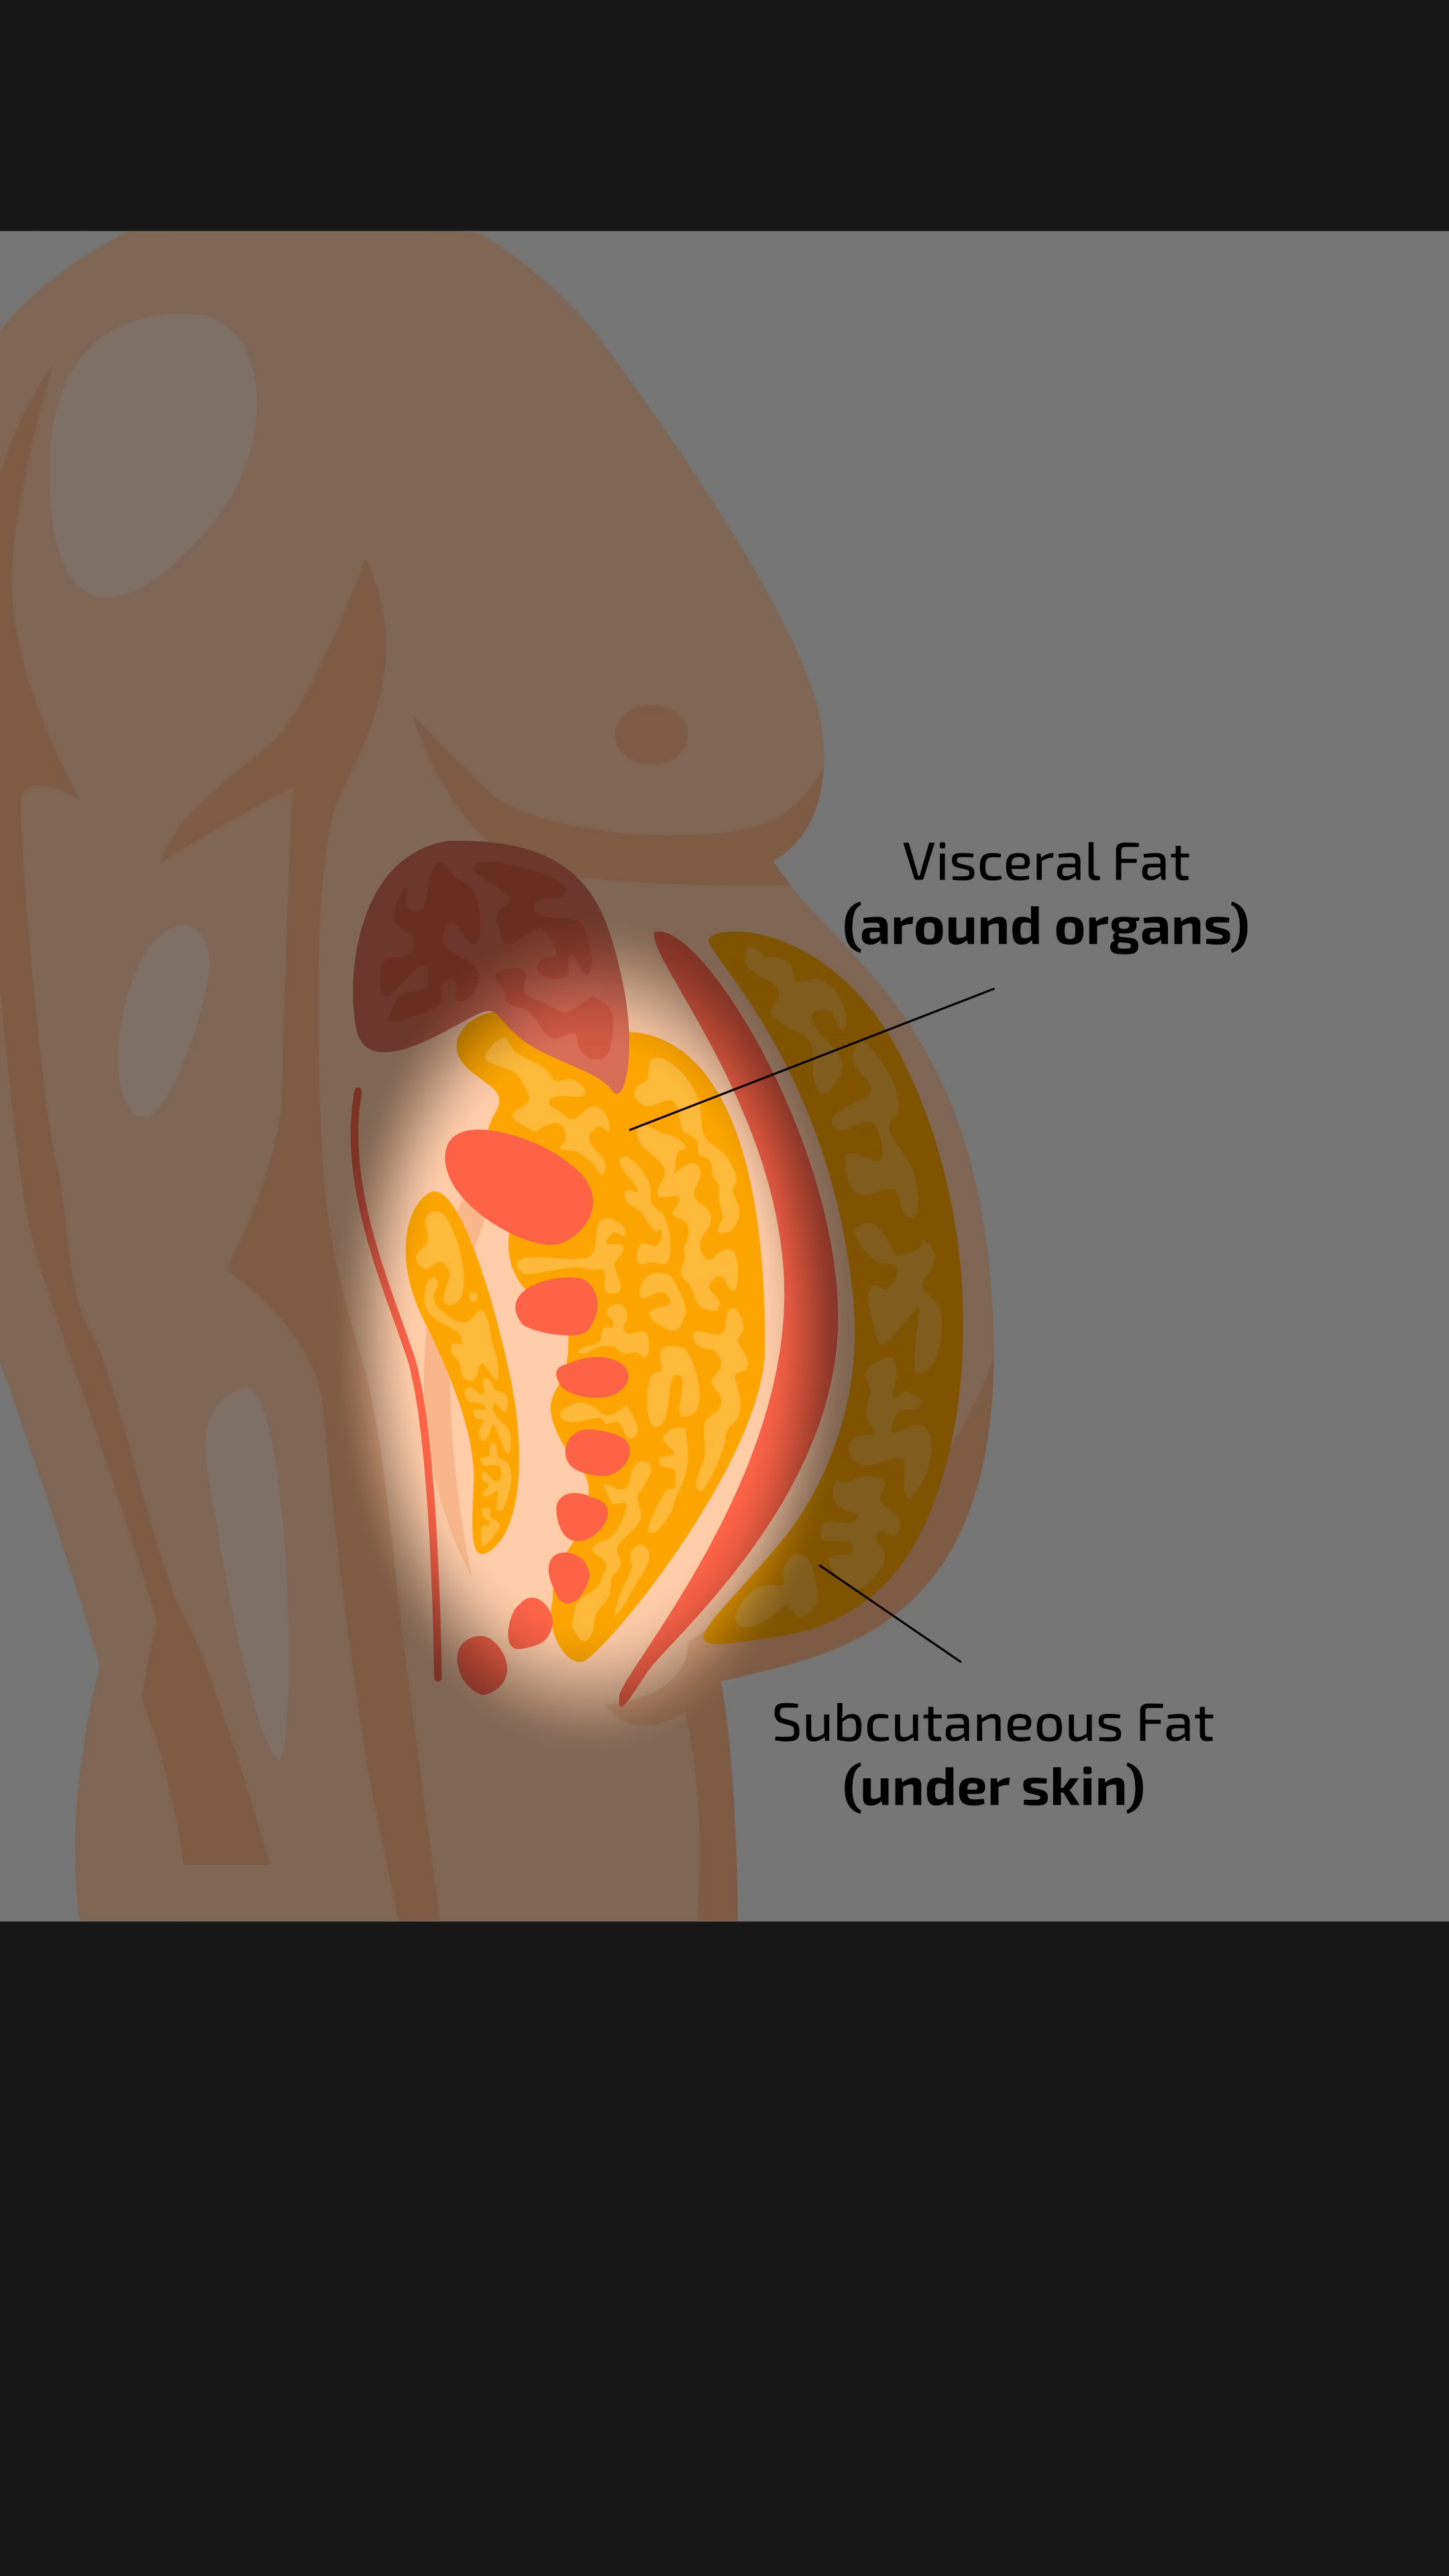 Visceral Fat
(around organs)
Subcutaneous Fat
(under skin)